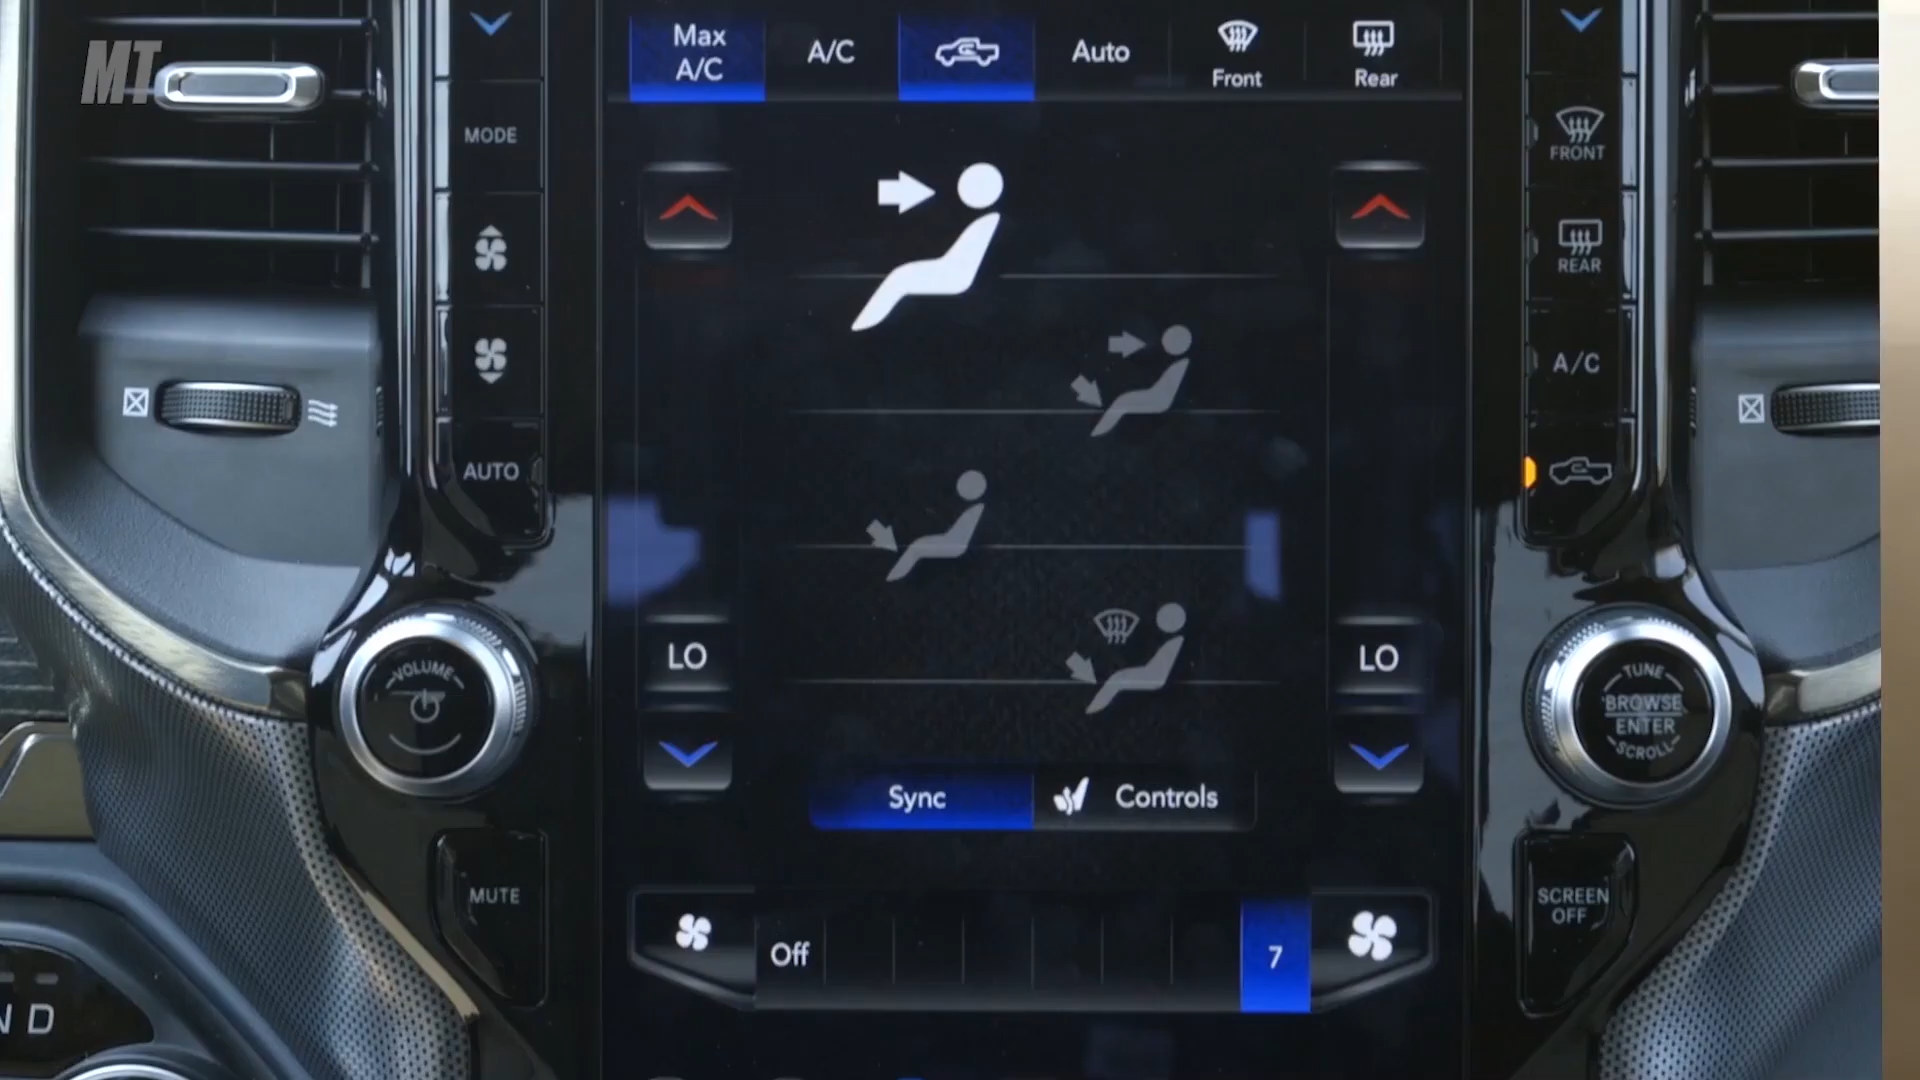 MT
Max
A/C
A/C
Auto
Front
Rear
MODE
AUTO
FRONT
REAR
A/C
LO
LO
VOLUME
TUNE
BROWSE
ENTER
SCROLL
Sync
Controls
MUTE
SCREEN
OFF
Off
7
N D